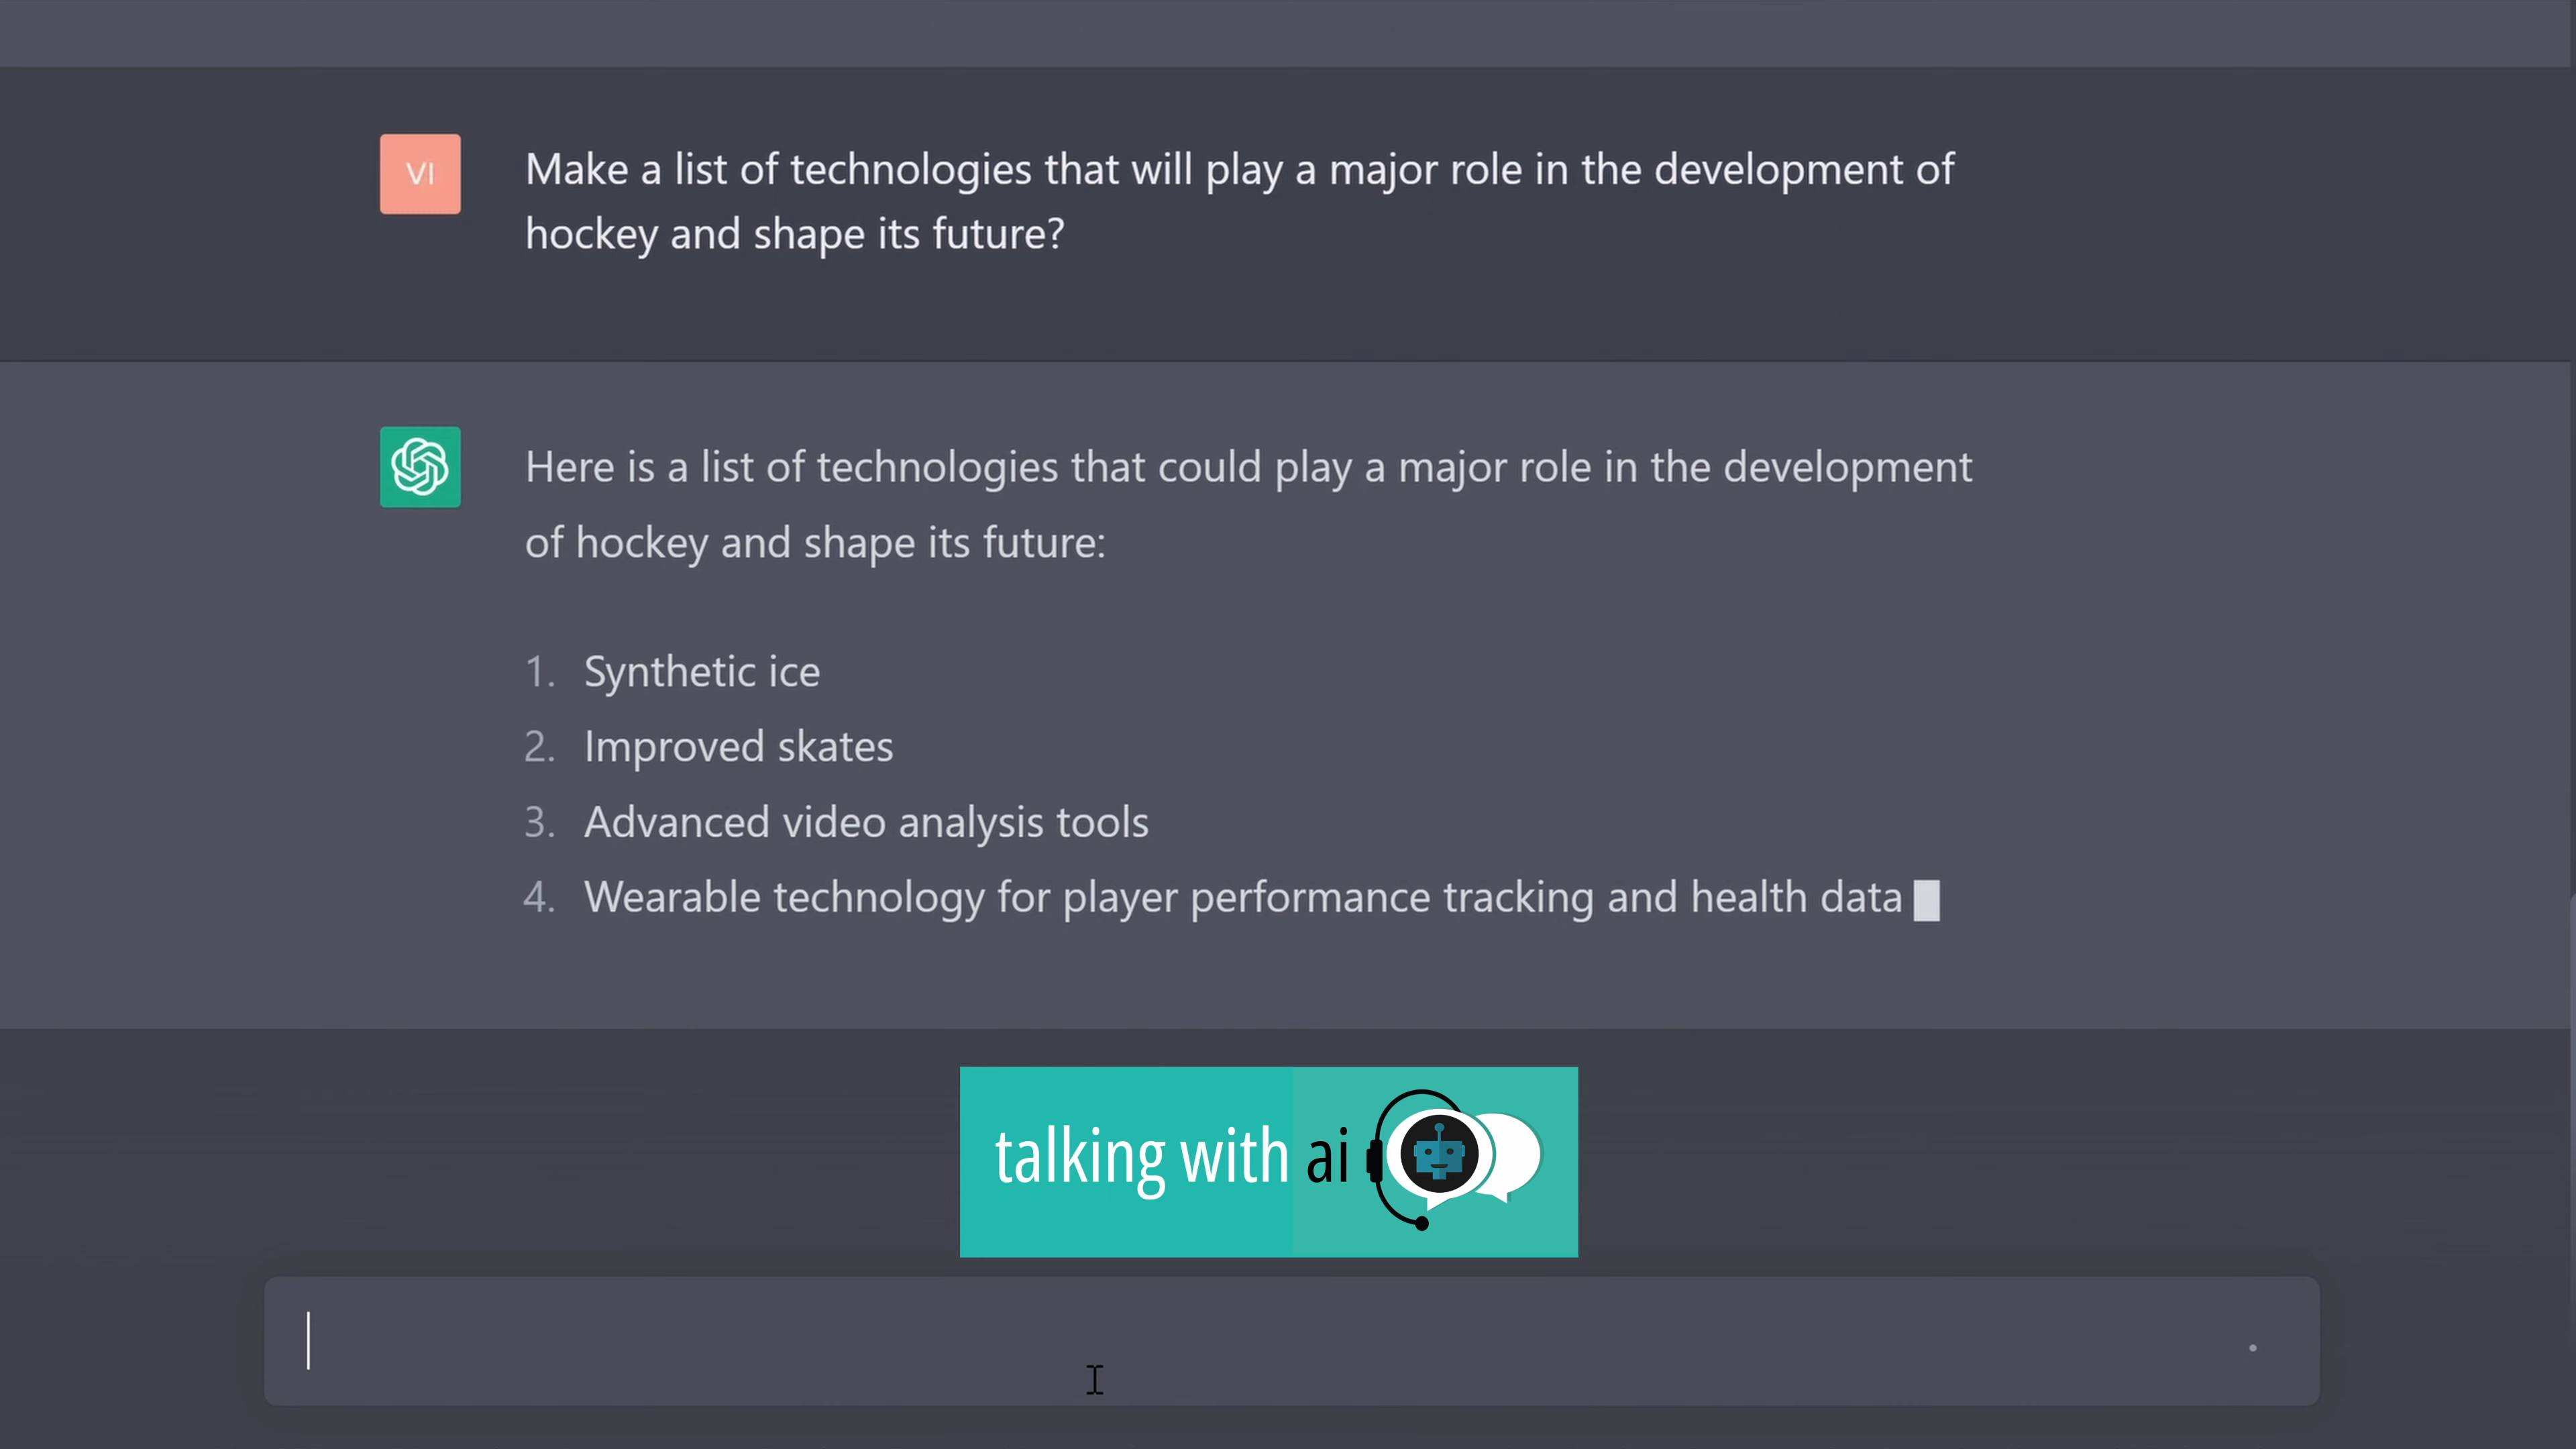 VI
Make a list of technologies that will play a major role in the development of
hockey and shape its future?
Here is a list of technologies that could play a major role in the development
of hockey and shape its future:
1. Synthetic ice
2. Improved skates
3. Advanced video analysis tools
4. Wearable technology for player performance tracking and health data
talking with ai